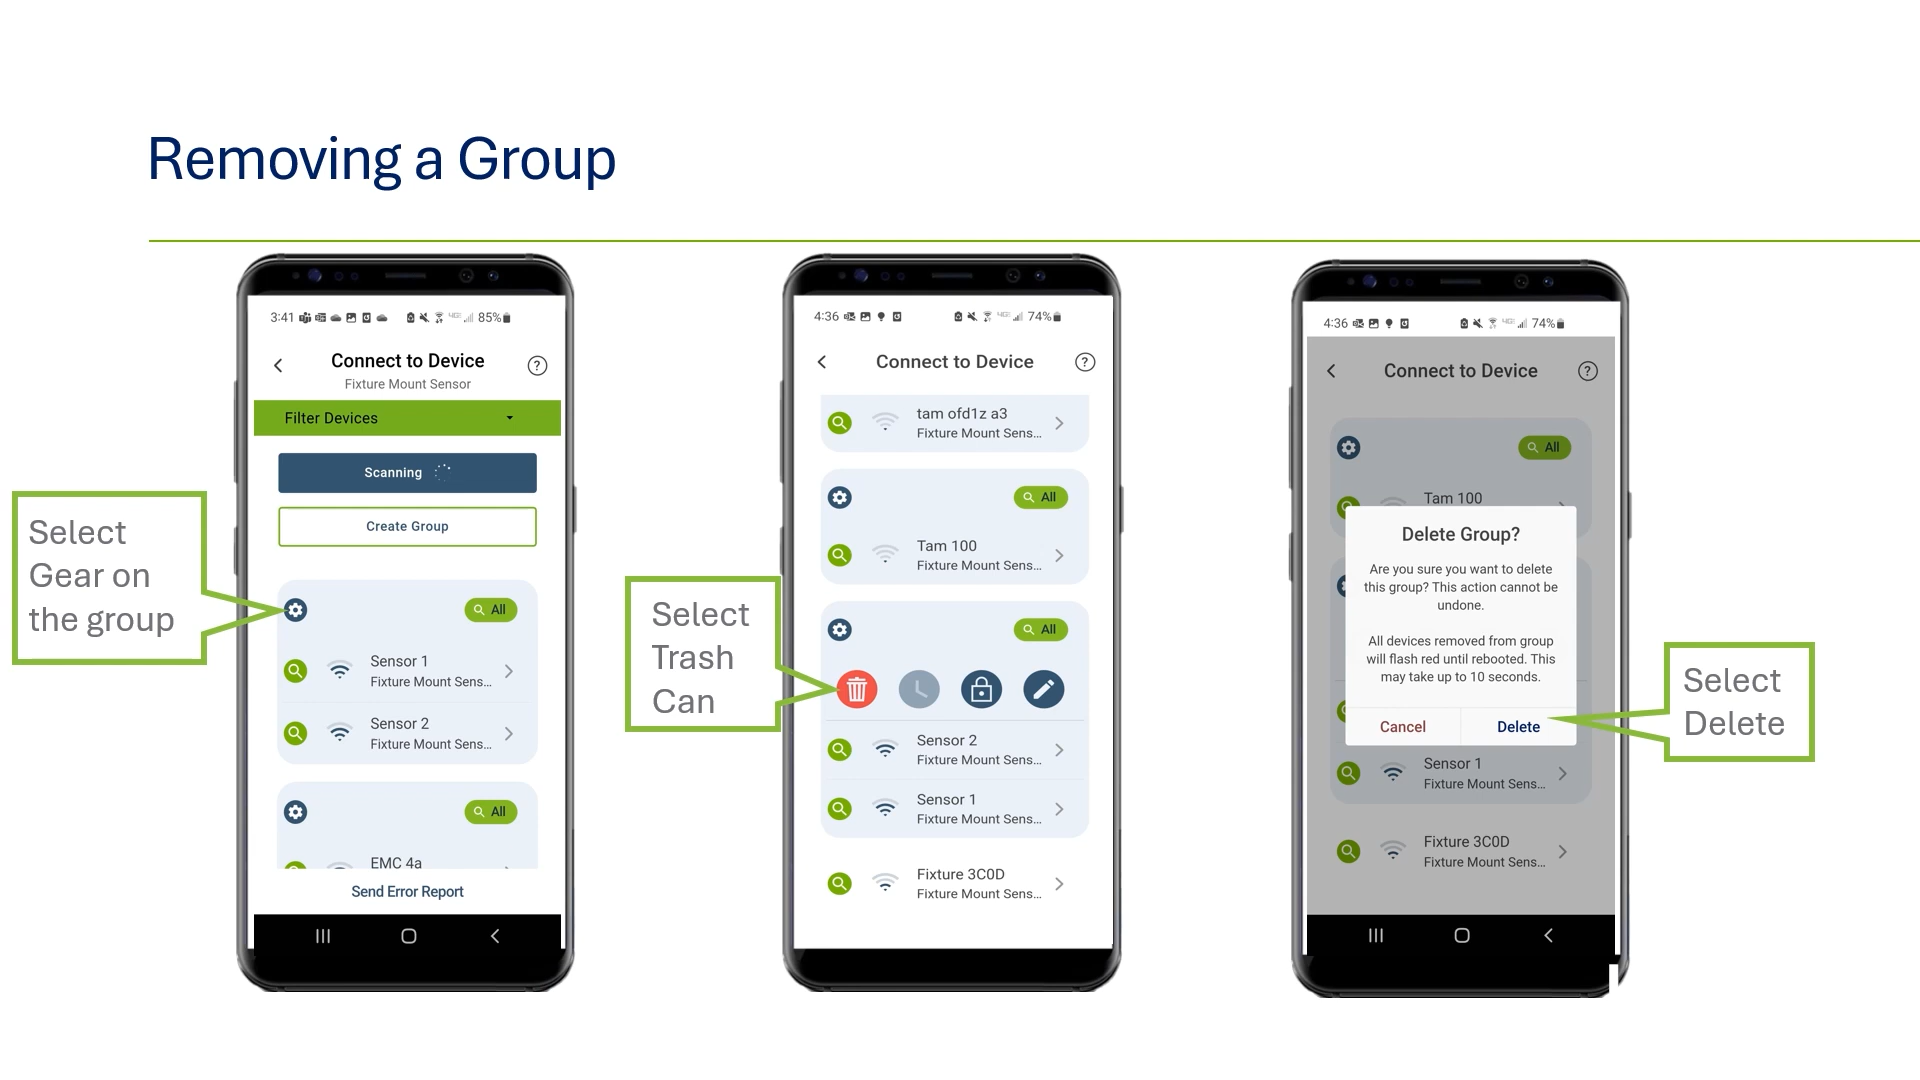 Removing a Group
Select
Gear on
the group
3:41
85%
Connect to Device
Fixture Mount Sensor
Filter Devices
Scanning
Create Group
All
Sensor 1
Fixture Mount Sens...
Sensor 2
Fixture Mount Sens...
All
EMC 4a
Send Error Report
Select
Trash
Can
4:36
74%
Connect to Device
tam ofd1z a3
Fixture Mount Sens...
All
Tam 100
Fixture Mount Sens...
All
Sensor 2
Fixture Mount Sens...
Sensor 1
Fixture Mount Sens...
Fixture 3C0D
Fixture Mount Sens...
4:36
74%
Connect to Device
All
Tam 100
Delete Group?
Are you sure you want to delete
this group? This action cannot be
undone.
All devices removed from group
will flash red until rebooted. This
may take up to 10 seconds.
Cancel
Delete
Sensor 1
Fixture Mount Sens...
Fixture 3C0D
Fixture Mount Sens...
Select
Delete